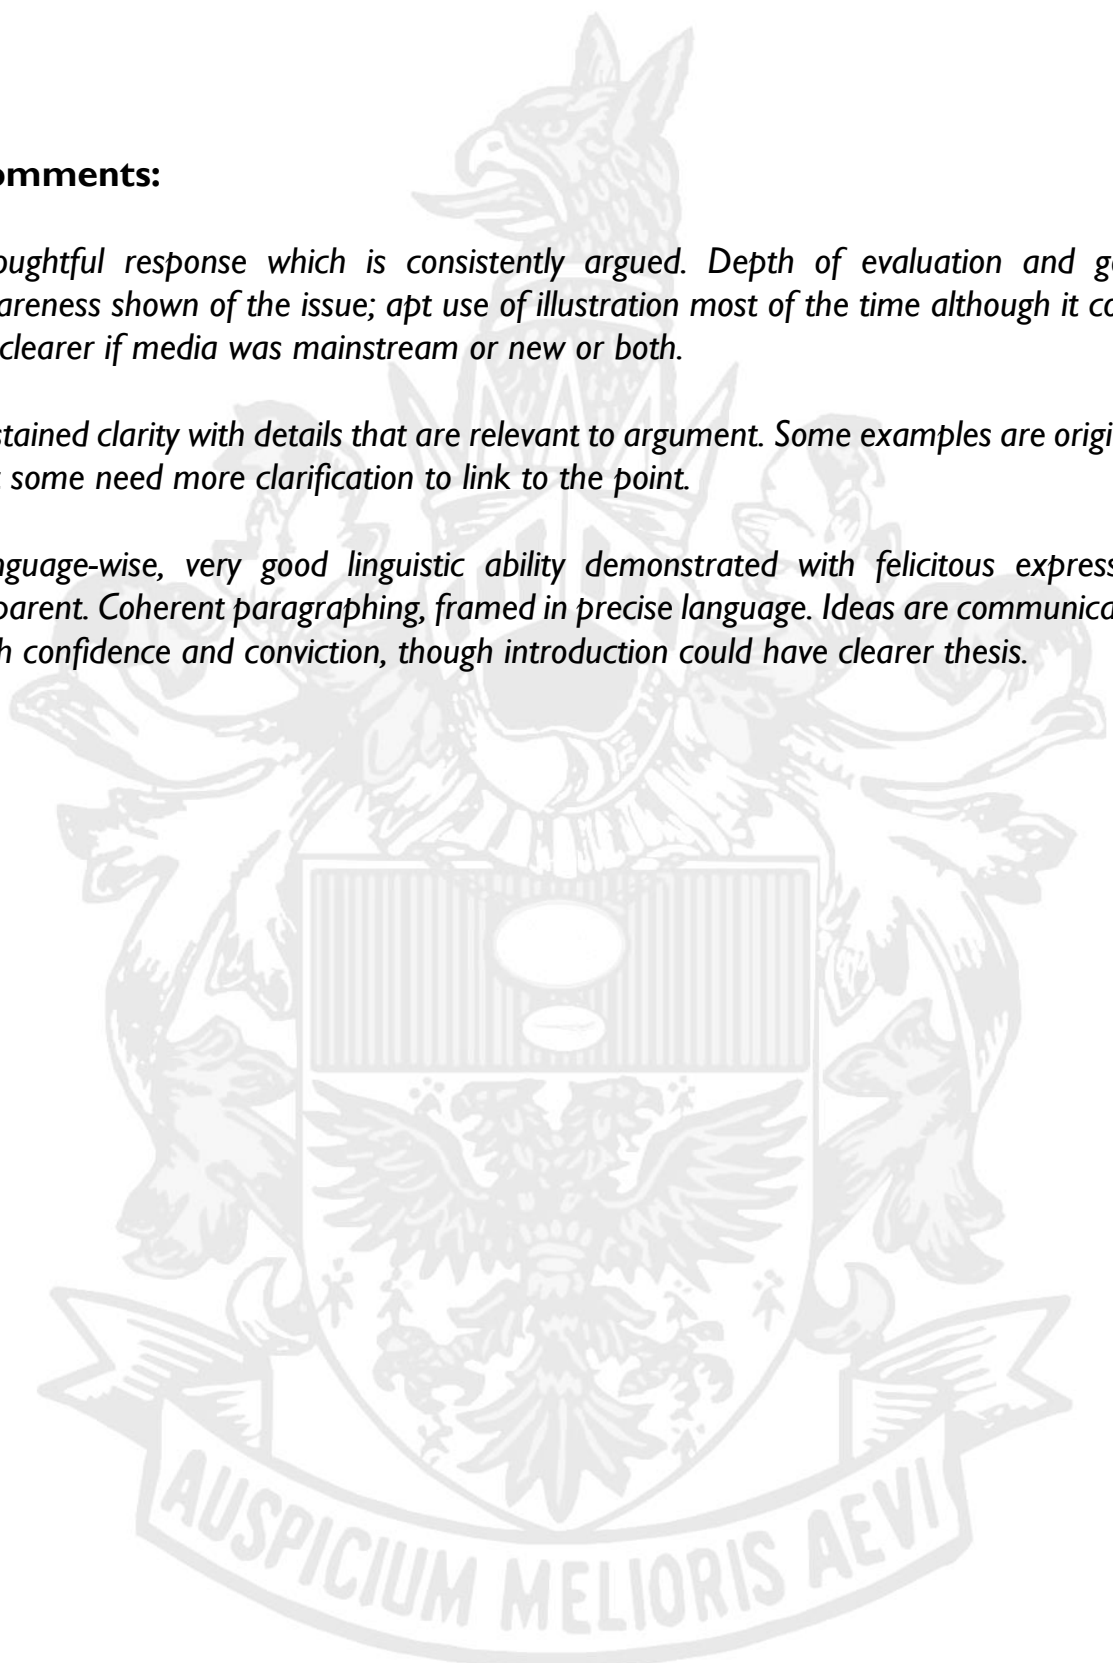 omments:
oughtful response which is consistently argued. Depth of evaluation and g
areness shown of the issue; apt use of illustration most of the time although it co
clearer if media was mainstream or new or both.
stained clarity with details that are relevant to argument. Some examples are origi
some need more clarification to link to the point.
nguage-wise, very good linguistic ability demonstrated with felicitous express
parent. Coherent paragraphing, framed in precise language. Ideas are communica
h confidence and conviction, though introduction could have clearer thesis.
AUSPICIUM MELIORIS AEVI